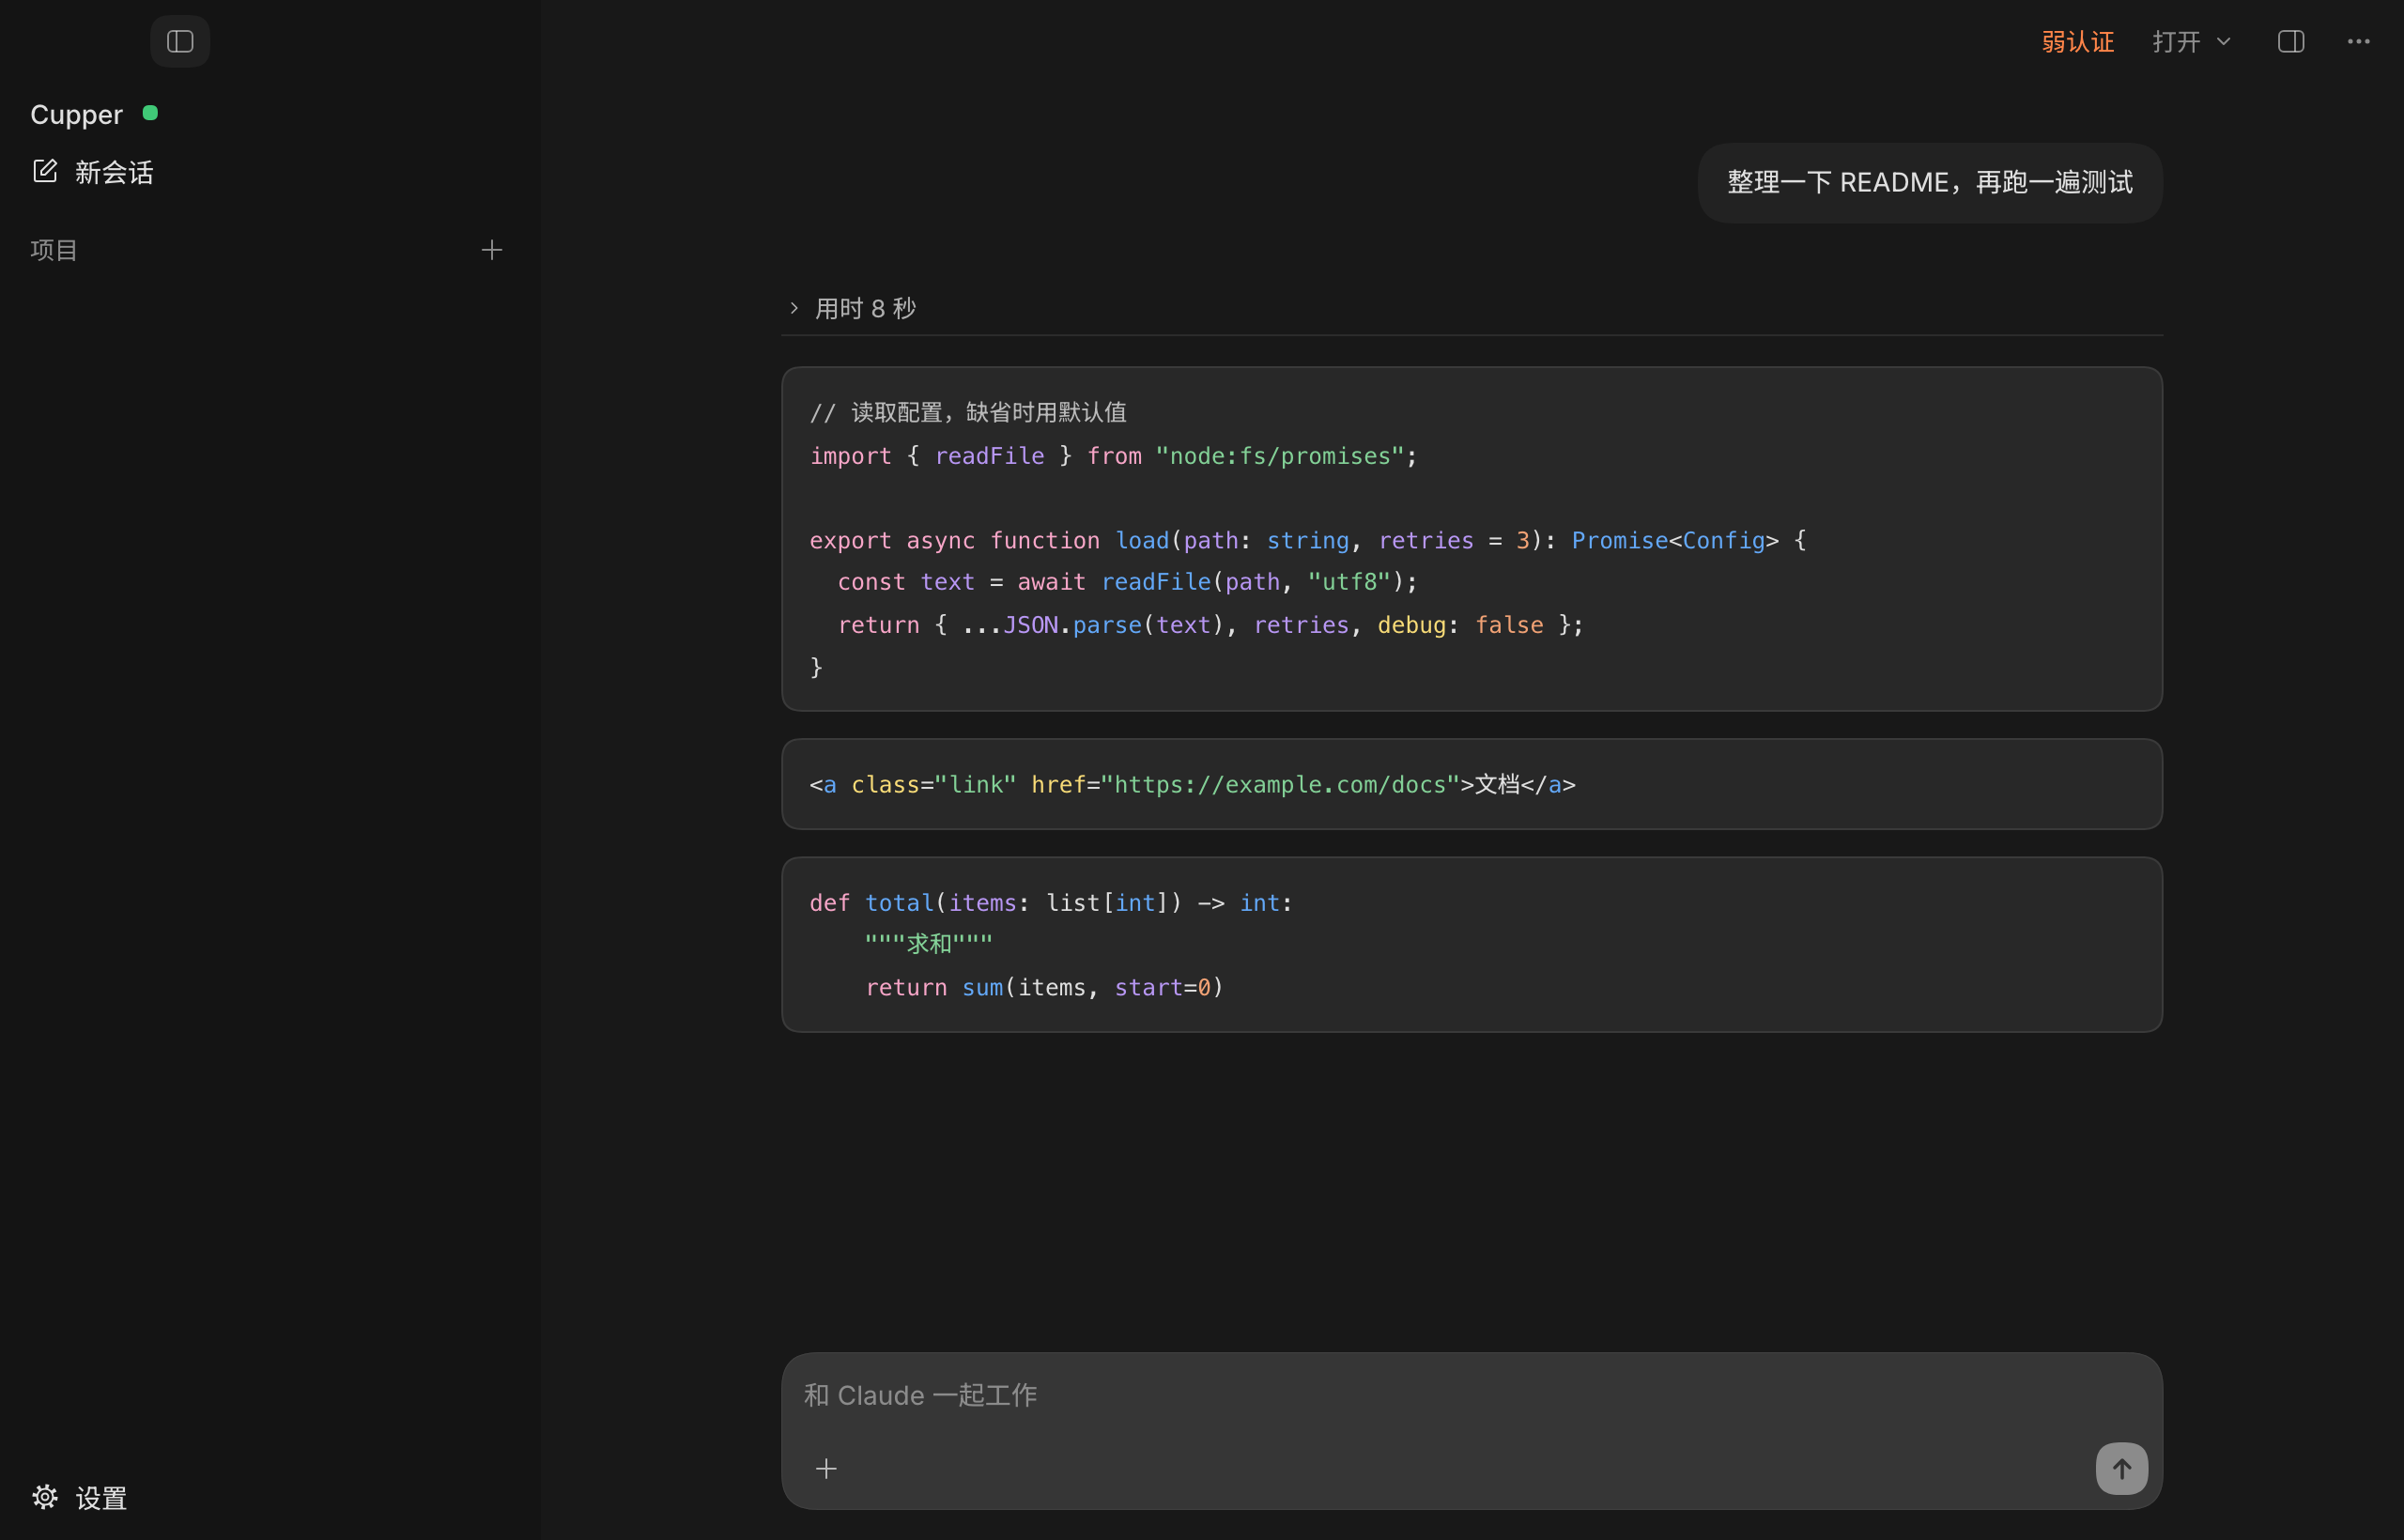 弱认证 打开
Cupper
新会话
项目
整理一下 README，再跑一遍测试
用时 8 秒
// 读取配置，缺省时用默认值
import { readFile } from "node:fs/promises";

export async function load(path: string, retries = 3): Promise<Config> {
  const text = await readFile(path, "utf8");
  return { ...JSON.parse(text), retries, debug: false };
}
<a class="link" href="https://example.com/docs">文档</a>
def total(items: list[int]) -> int:
    """求和"""
    return sum(items, start=0)
和 Claude 一起工作
设置